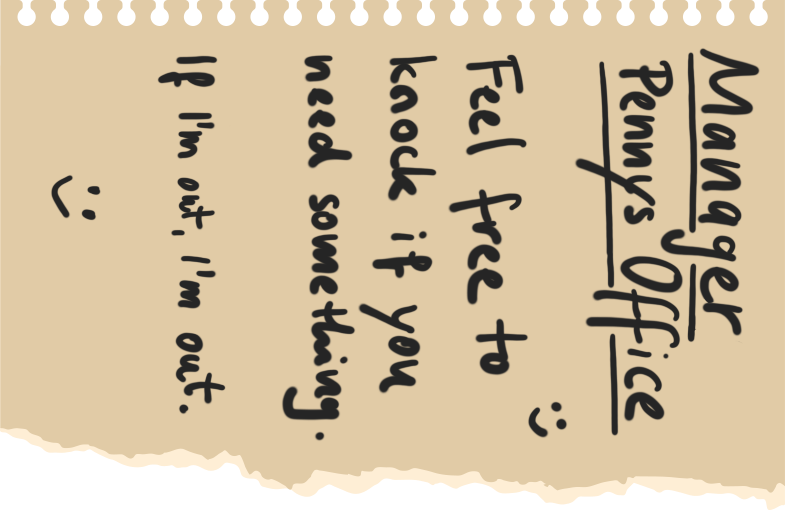 Manager
Pennys Office
Feel free to
knock if you
need something.
If I'm out. I'm out.